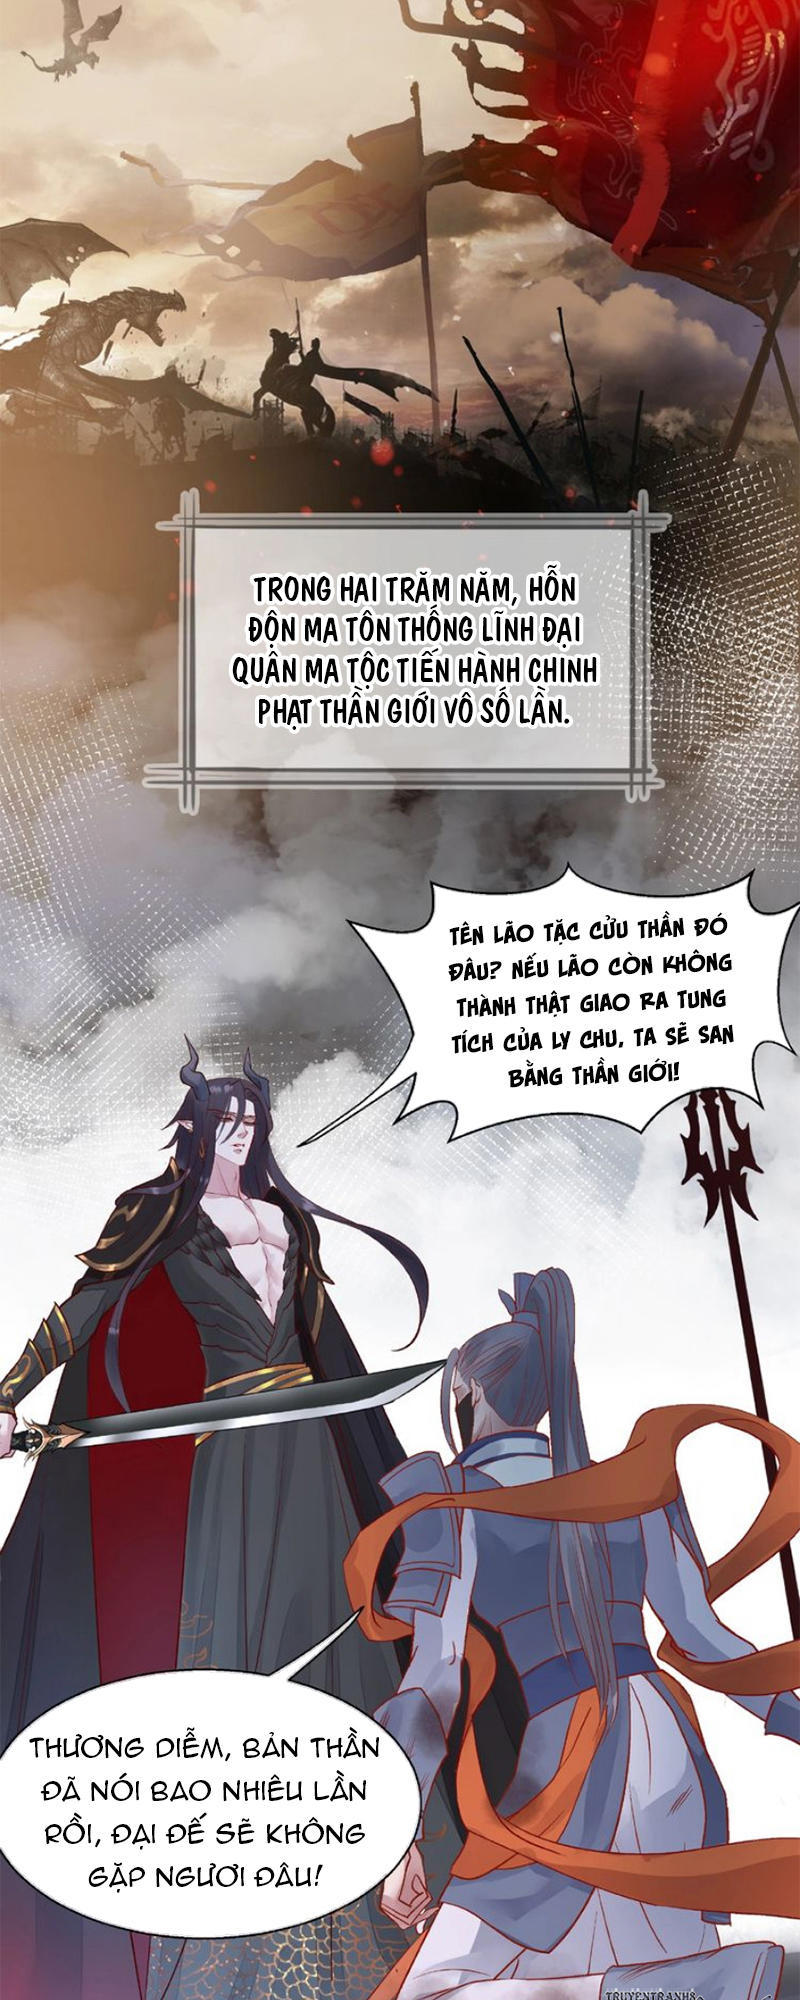 TRONG HAI TRĂM NĂM, HỖN
ĐỘN MA TÔN THỐNG LĨNH ĐẠI
QUÂN MA TỘC TIẾN HÀNH CHINH
PHẠT THẦN GIỚI VÔ SỐ LẦN.
TÊN LÃO TẶC CỬU THẦN ĐÓ
ĐÂU? NẾU LÃO CÒN KHÔNG
THÀNH THẬT GIAO RA TUNG
TÍCH CỦA LY CHU, TA SẼ SAN
BẰNG THẦN GIỚI!
THƯƠNG DIỄM, BẢN THẦN
ĐÃ NÓI BAO NHIÊU LẦN
RỒI, ĐẠI ĐẾ SẼ KHÔNG
GẶP NGƯƠI ĐÂU!
TRUYENTRANH8